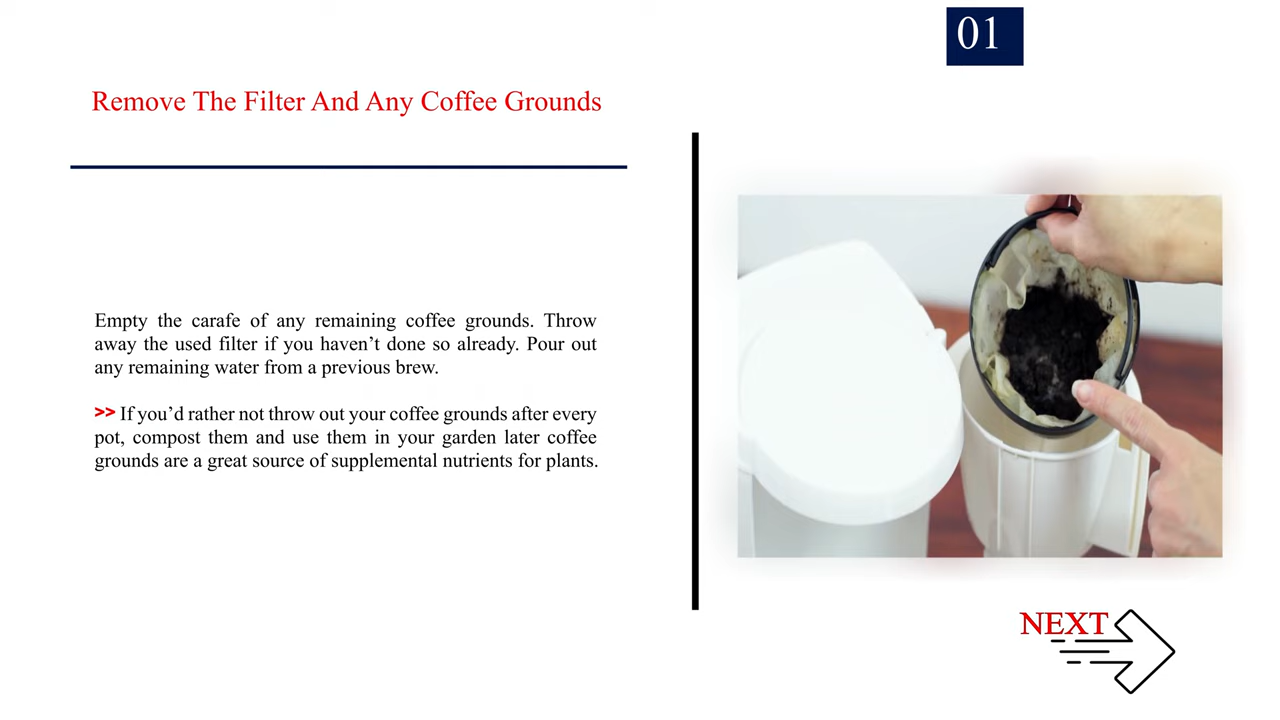 01
Remove The Filter And Any Coffee Grounds
Empty the carafe of any remaining coffee grounds. Throw
away the used filter if you haven’t done so already. Pour out
any remaining water from a previous brew.
>> If you’d rather not throw out your coffee grounds after every
pot, compost them and use them in your garden later coffee
grounds are a great source of supplemental nutrients for plants.
NEXT